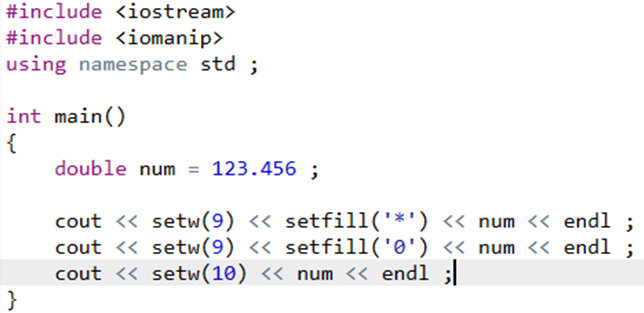 #include <iostream>
#include <iomanip>
using namespace std ;

int main()
{
    double num = 123.456 ;

    cout << setw(9) << setfill('*') << num << endl ;
    cout << setw(9) << setfill('0') << num << endl ;
    cout << setw(10) << num << endl ;
}